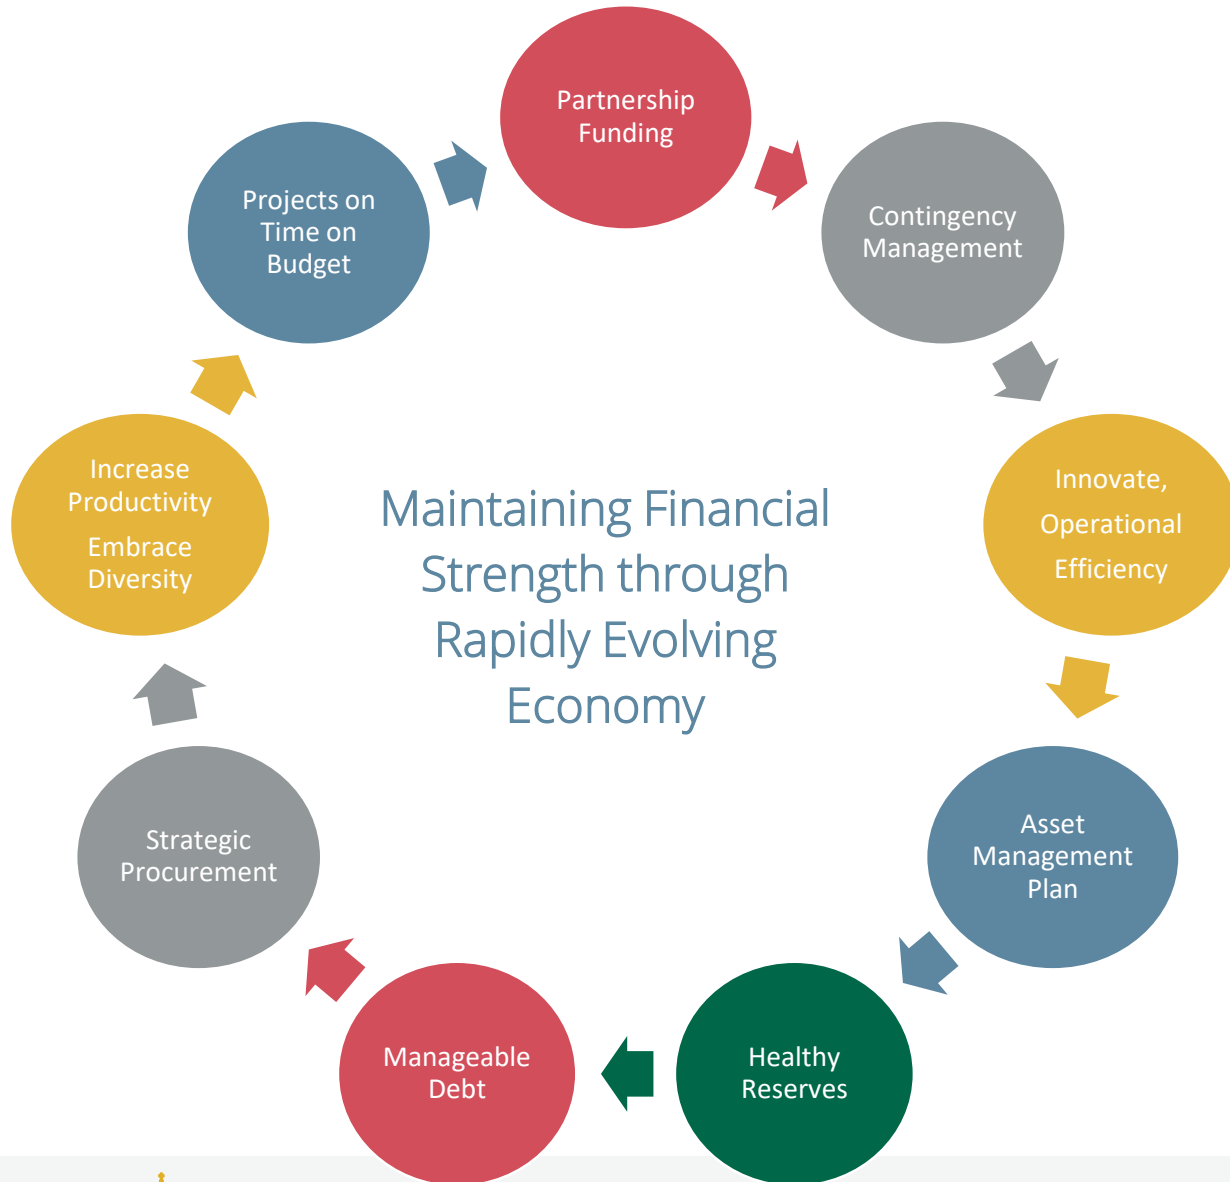 Partnership
Funding
Contingency
Management
Innovate,
Operational
Efficiency
Asset
Management
Plan
Healthy
Reserves
Manageable
Debt
Strategic
Procurement
Increase
Productivity
Embrace
Diversity
Projects on
Time on
Budget
Maintaining Financial
Strength through
Rapidly Evolving
Economy